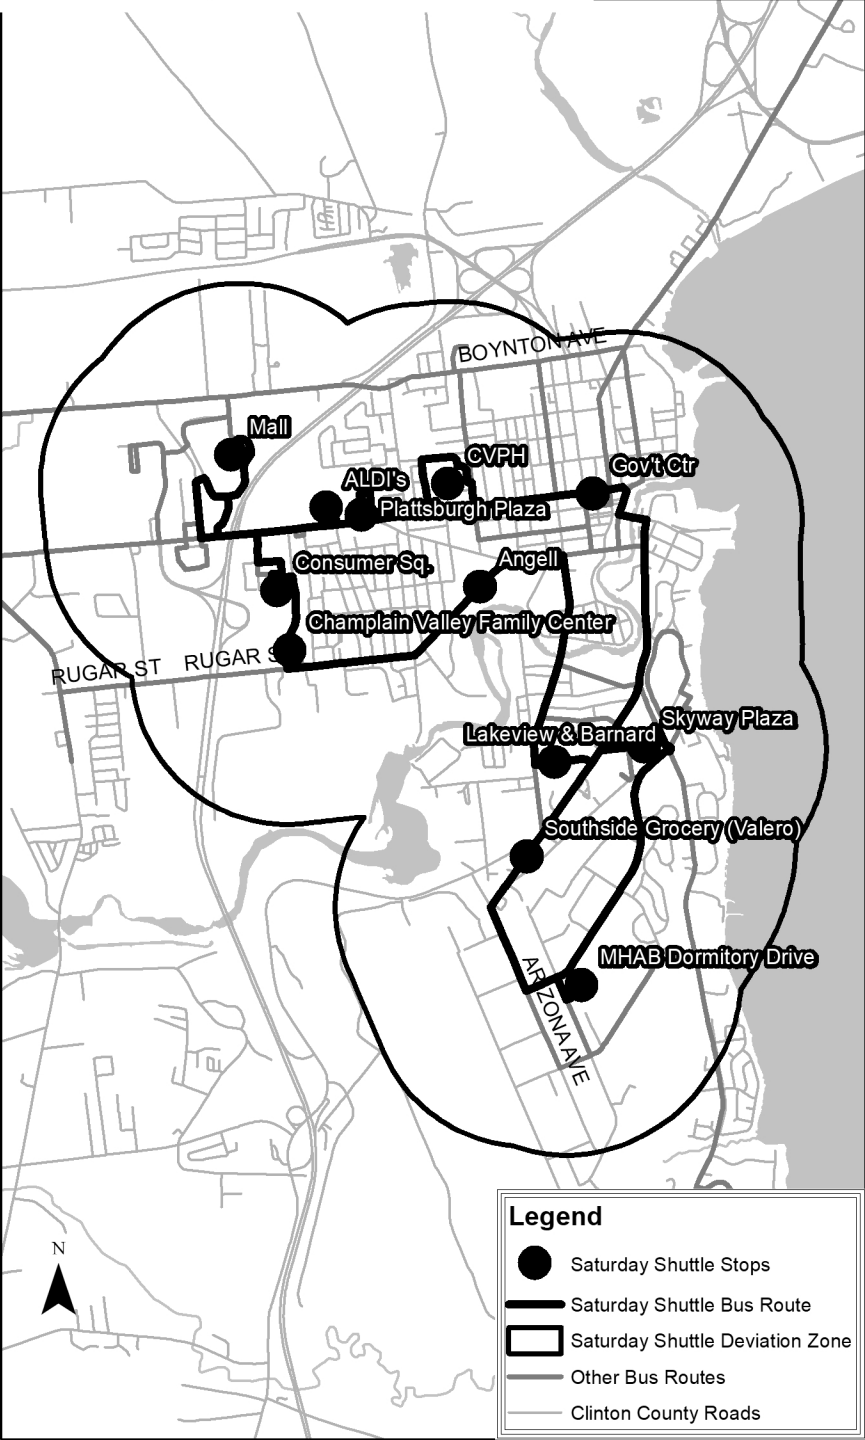 BOYNTON AVE
Mall
CVPH
Gov't Ctr
ALDI's
Plattsburgh Plaza
Angell
Consumer Sq.
Champlain Valley Family Center
RUGAR ST
RUGAR S
Skyway Plaza
Lakeview & Barnard
Southside Grocery (Valero)
MHAB Dormitory Drive
ARIZONA AVE
N
Legend
Saturday Shuttle Stops
Saturday Shuttle Bus Route
Saturday Shuttle Deviation Zone
Other Bus Routes
Clinton County Roads